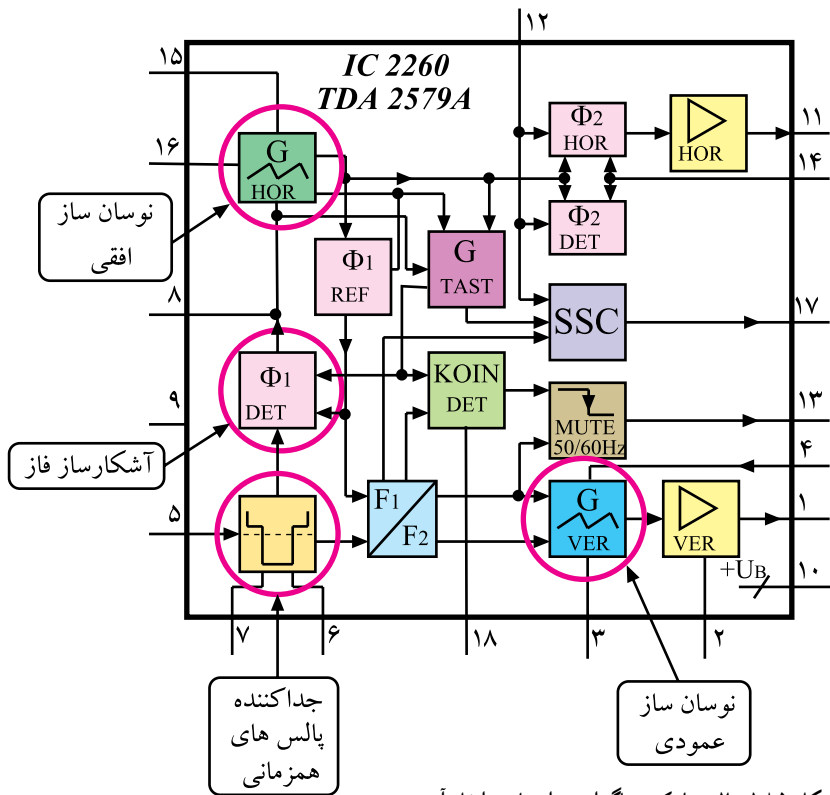 ۱۲
۱۵
IC 2260
TDA 2579A
Φ2
HOR
HOR
۱۱
۱۶
G
HOR
۱۴
نوسان ساز
افقی
Φ1
REF
G
TAST
Φ2
DET
۸
SSC
۱۷
Φ1
DET
KOIN
DET
MUTE
50/60Hz
۱۳
۹
آشکارساز فاز
۴
۵
F1
F2
G
VER
VER
۱
+UB
۱۰
۷
۶
۱۸
۳
۲
جداکننده
پالس های
همزمانی
نوسان ساز
عمودی